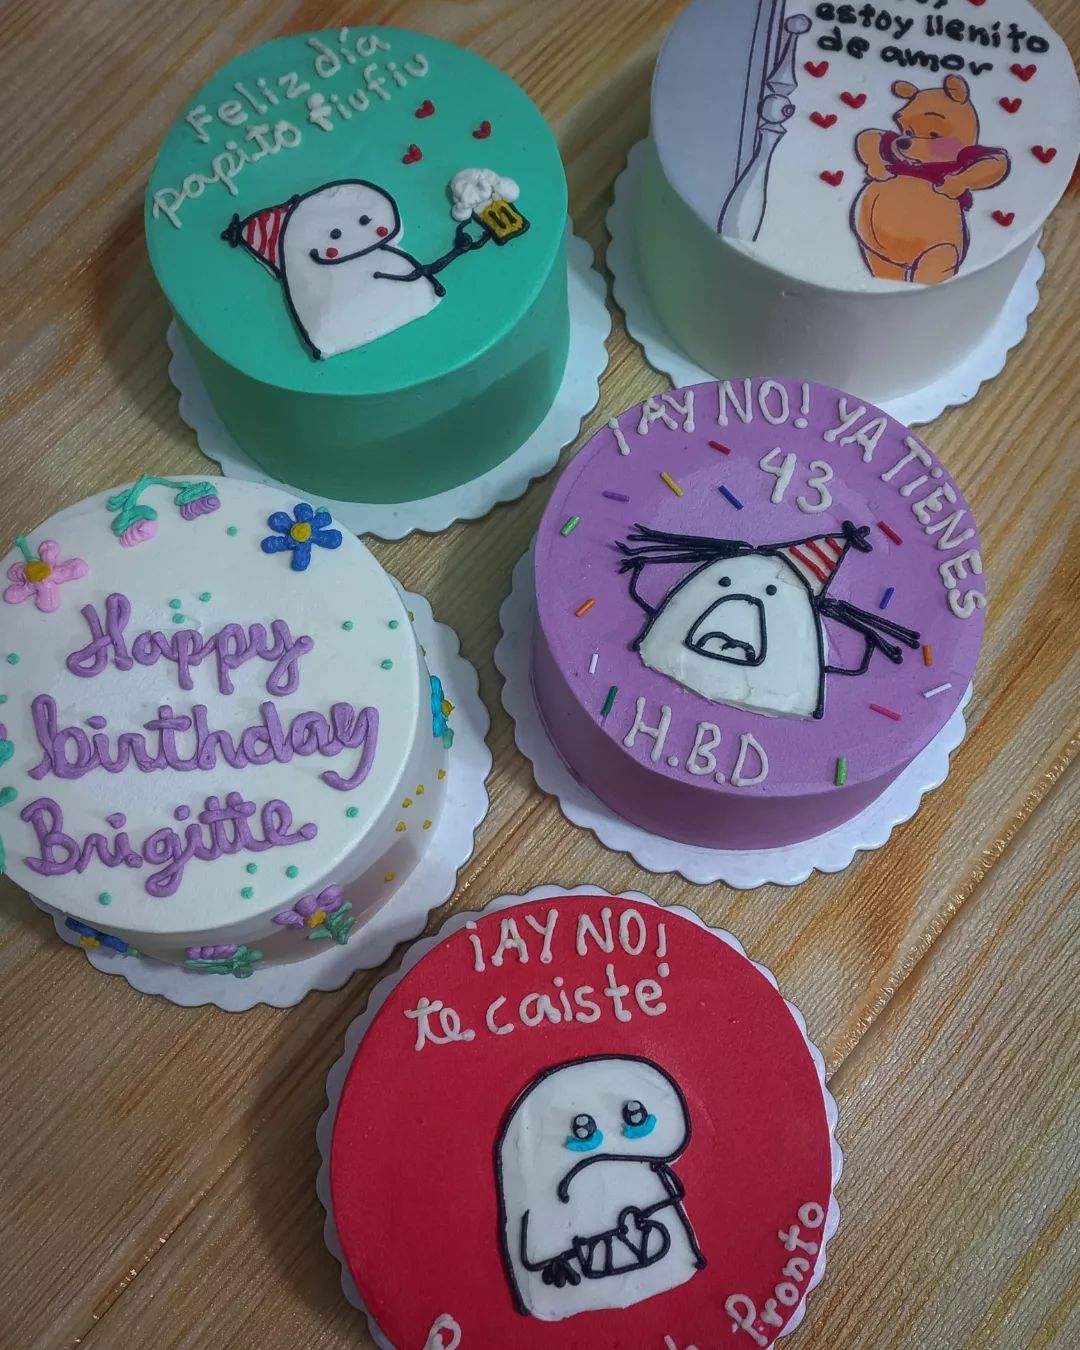 Feliz día
papito fiufiu
estoy llenito
de amor
¡AY NO! YA TiENES
43
H.B.D
Happy
birthday
Brigitte
¡AY NO!
te caiste
Pronto